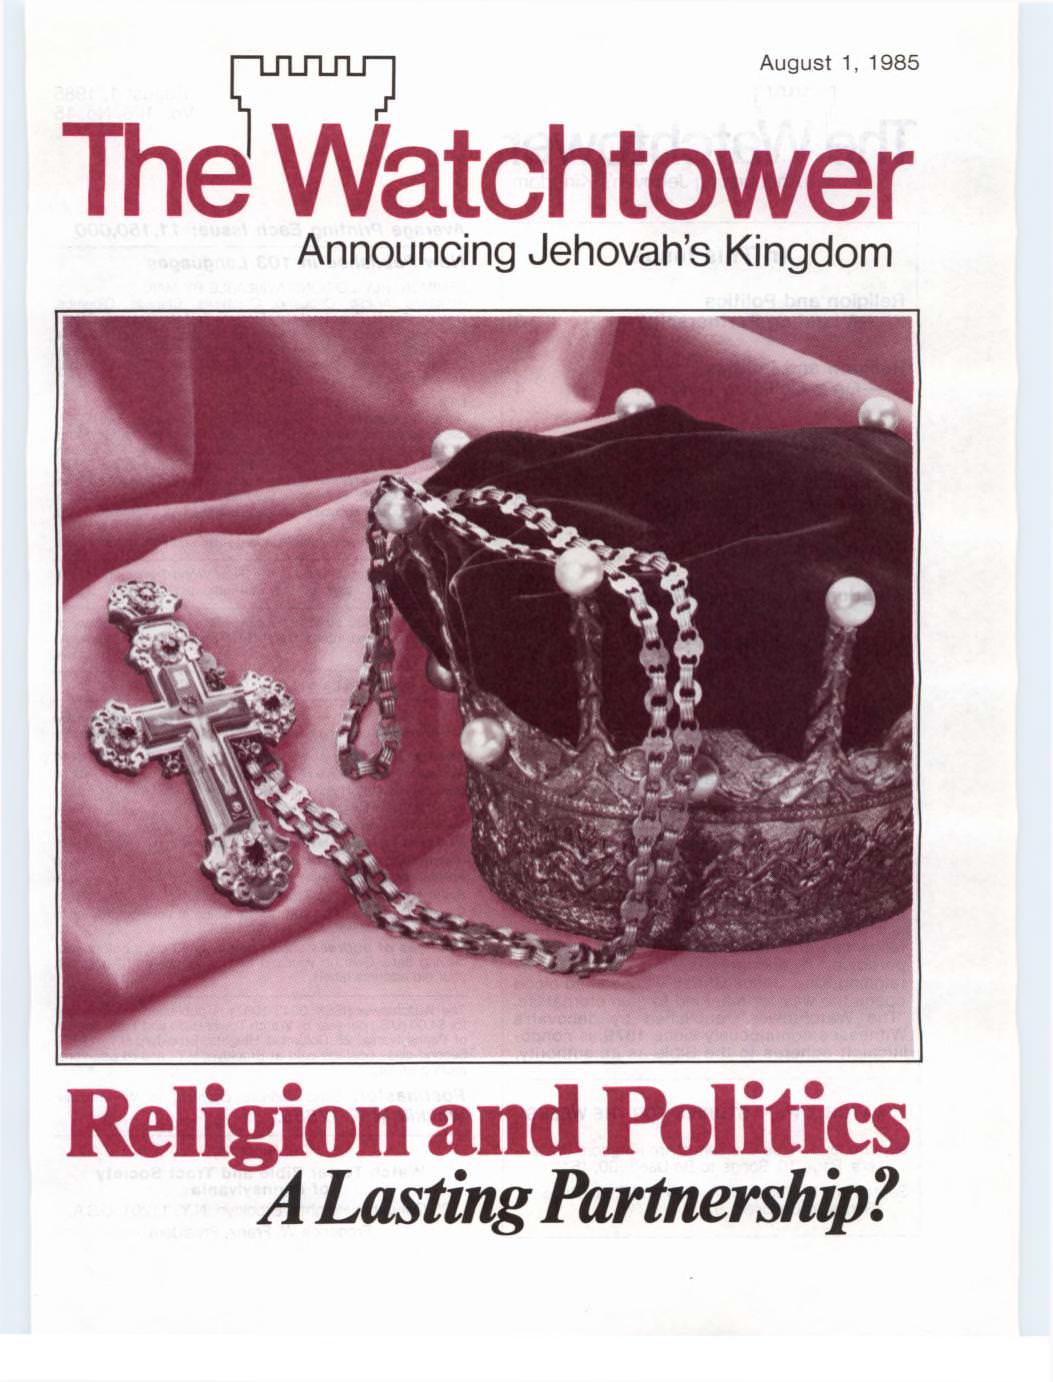 August 1, 1985
The Watchtower
Announcing Jehovah's Kingdom
Religion and Politics
A Lasting Partnership?